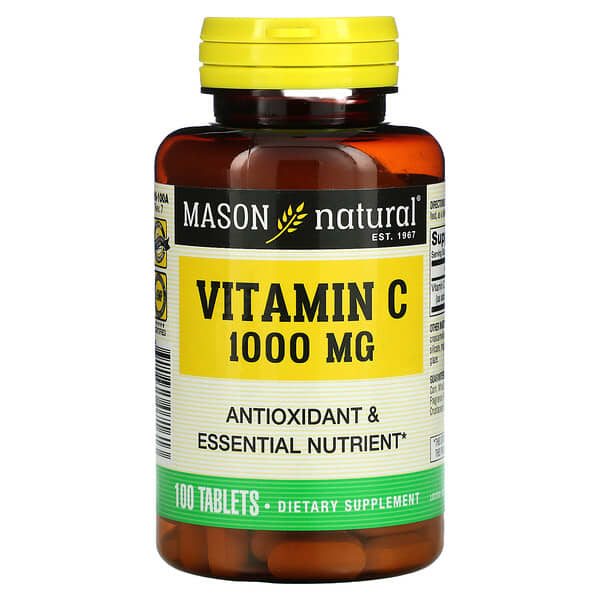 MASON natural®
EST. 1967
VITAMIN C
1000 MG
ANTIOXIDANT &
ESSENTIAL NUTRIENT*
100 TABLETS • DIETARY SUPPLEMENT